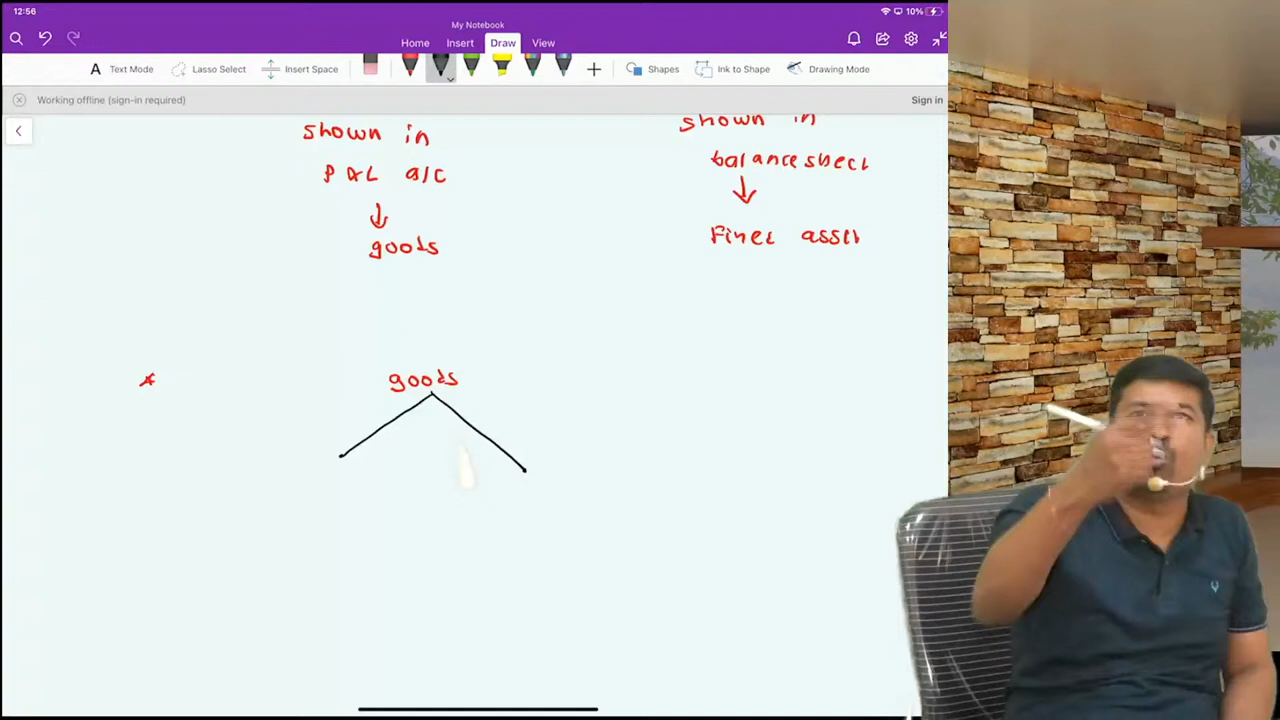 12:56
10%
My Notebook
Home Insert Draw View
Text Mode Lasso Select Insert Space Shapes Ink to Shape Drawing Mode
Working offline (sign-in required) Sign in
shown in
P&L a/c
goods
shown in
balance sheet
Fixed asset
goods